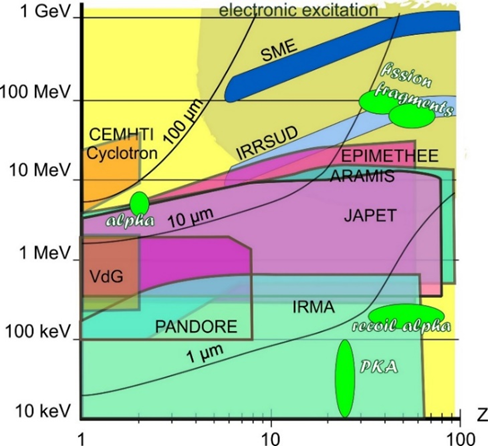 electronic excitation
1 GeV
SME
fission
fragments
100 MeV
100 µm
CEMHTI
Cyclotron
IRRSUD
EPIMETHEE
10 MeV
ARAMIS
alpha
10 µm
JAPET
1 MeV
VdG
IRMA
PANDORE
recoil alpha
100 keV
1 µm
PKA
10 keV
Z
1
10
100